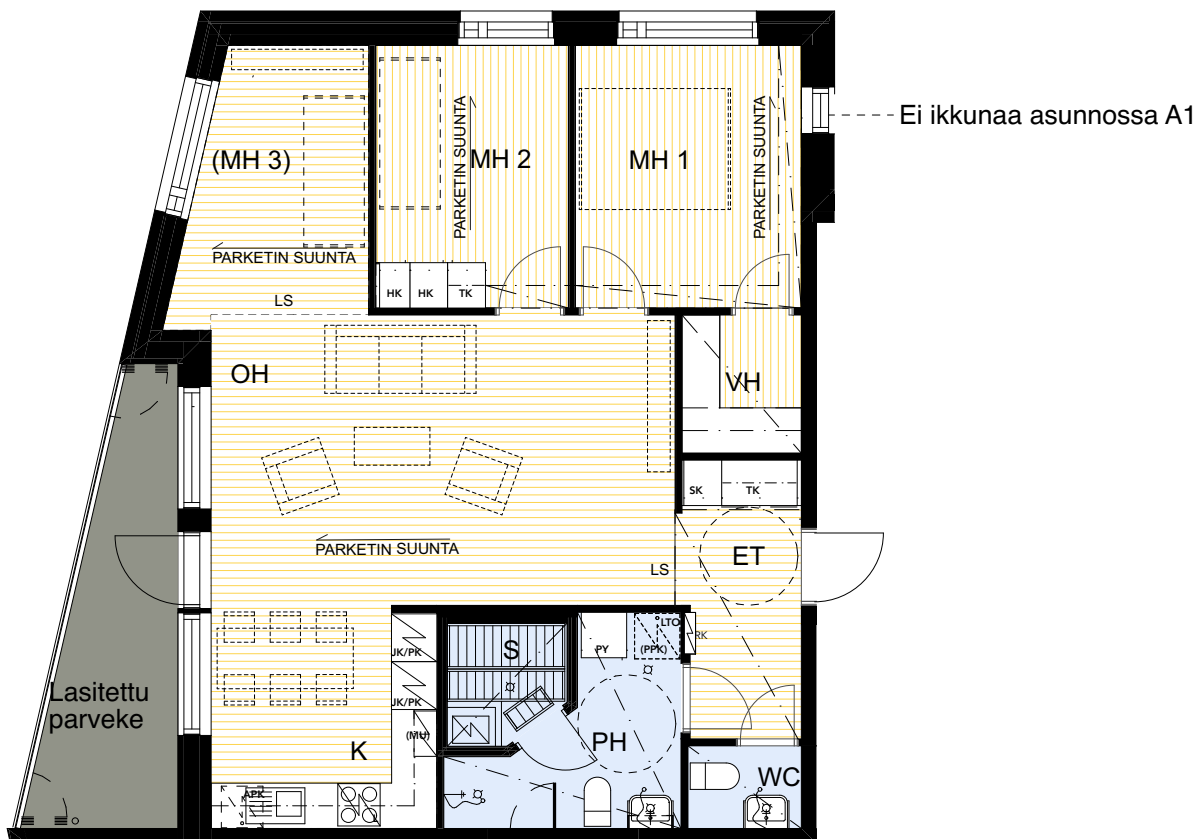 Ei ikkunaa asunnossa A1
(MH 3)
MH 2
MH 1
PARKETIN SUUNTA
PARKETIN SUUNTA
PARKETIN SUUNTA
HK
HK
TK
LS
OH
VH
SK
TK
PARKETIN SUUNTA
LS
ET
LTO
RK
JK/PK
S
PY
(PPK)
JK/PK
Lasitettu
parveke
(MU)
K
PH
WC
APK